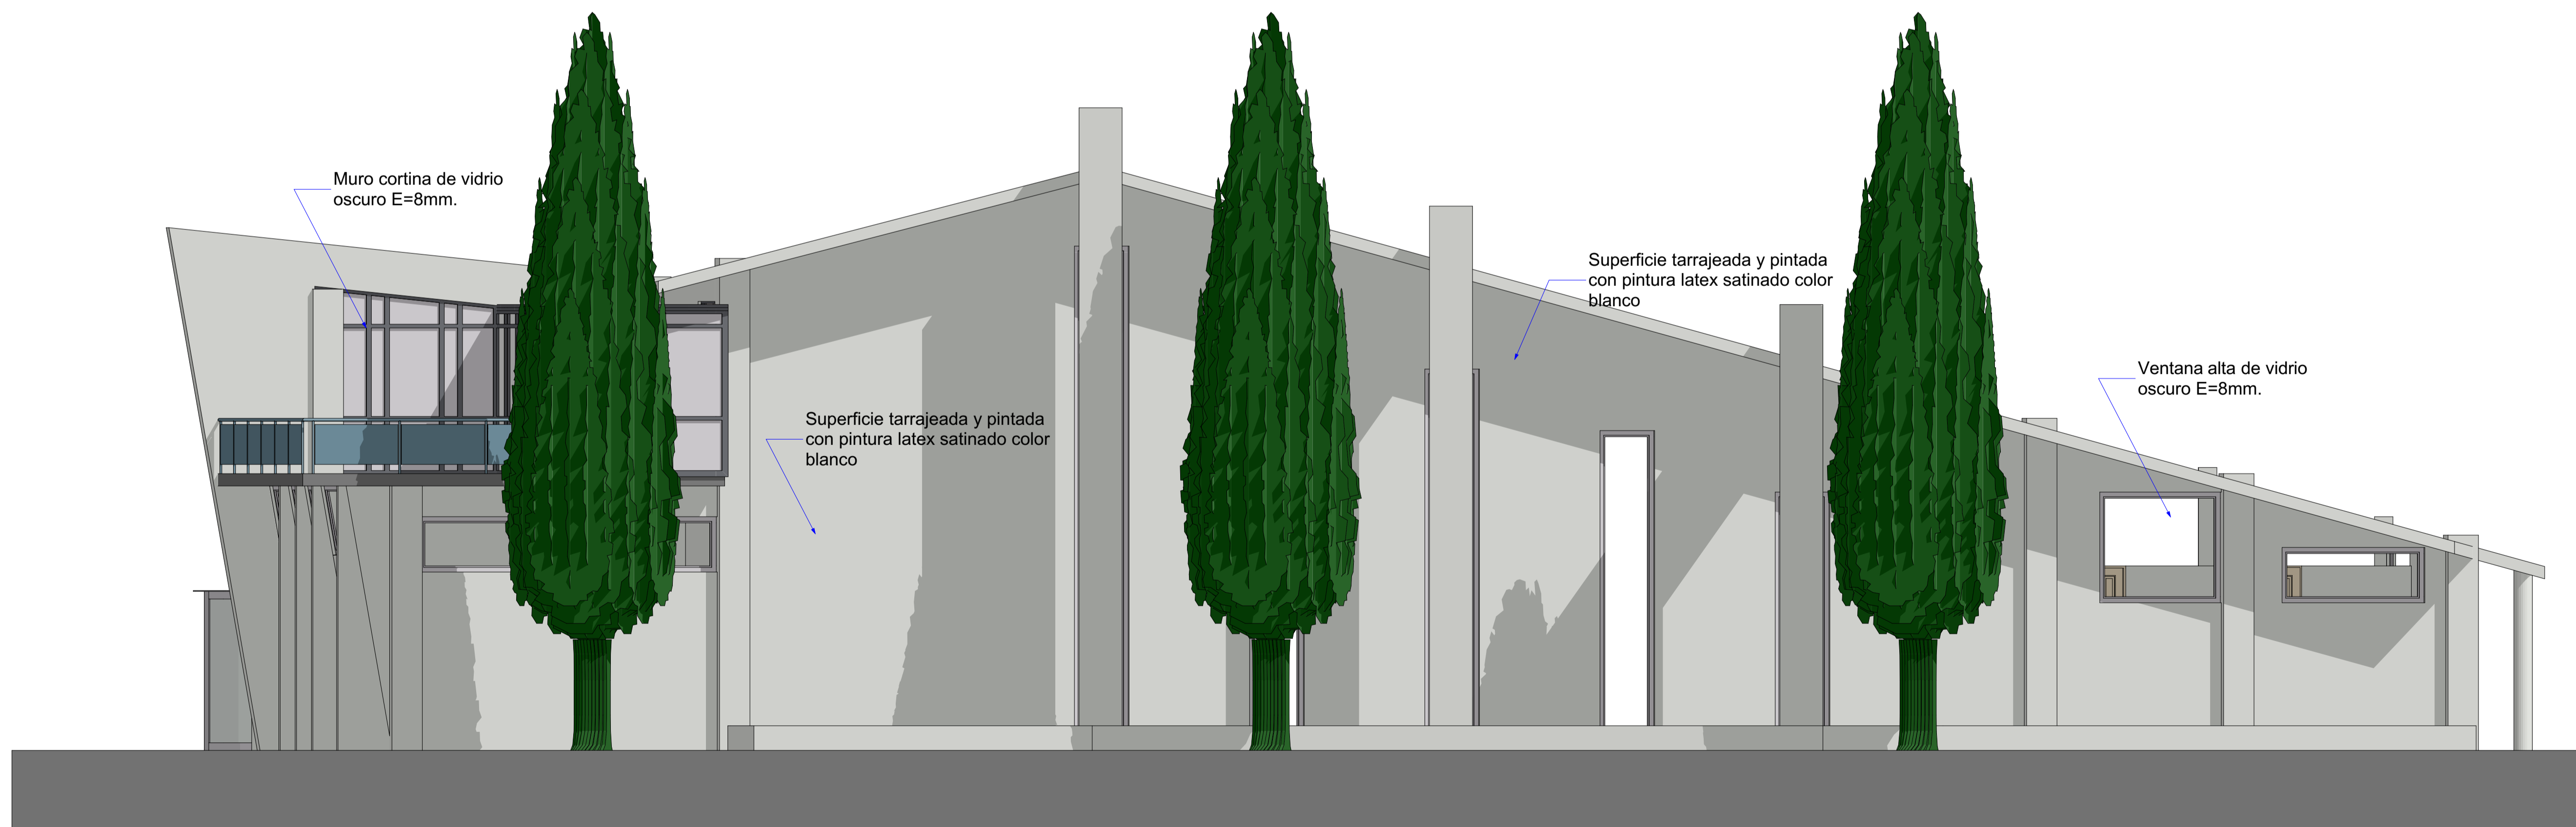 Muro cortina de vidrio
oscuro E=8mm.
Superficie tarrajeada y pintada
con pintura latex satinado color
blanco
Superficie tarrajeada y pintada
con pintura latex satinado color
blanco
Ventana alta de vidrio
oscuro E=8mm.